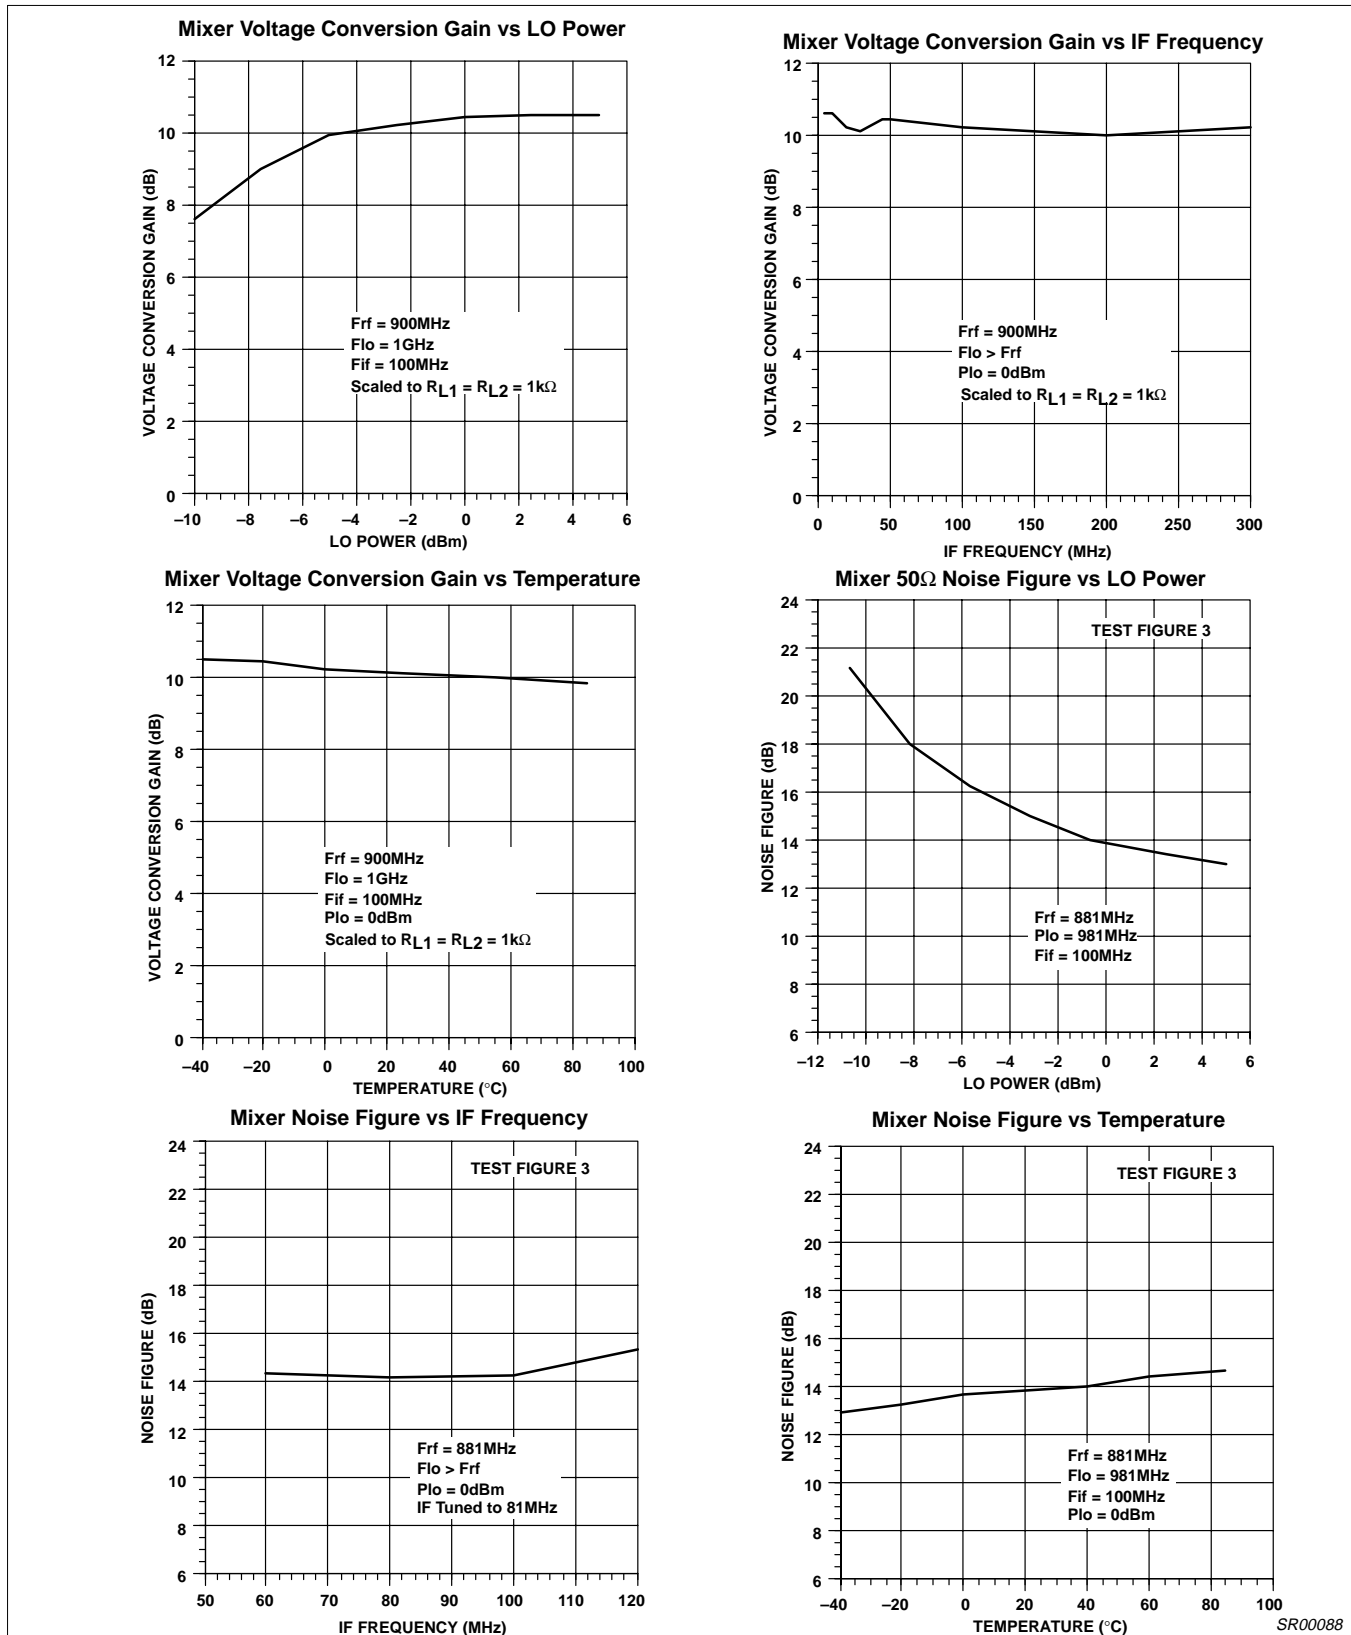 Mixer Voltage Conversion Gain vs LO Power
VOLTAGE CONVERSION GAIN (dB)
12
10
8
6
4
2
0
Frf = 900MHz
Flo = 1GHz
Fif = 100MHz
Scaled to RL1 = RL2 = 1kΩ
–10 –8 –6 –4 –2 0 2 4 6
LO POWER (dBm)
Mixer Voltage Conversion Gain vs IF Frequency
VOLTAGE CONVERSION GAIN (dB)
12
10
8
6
4
2
0
Frf = 900MHz
Flo > Frf
Plo = 0dBm
Scaled to RL1 = RL2 = 1kΩ
0 50 100 150 200 250 300
IF FREQUENCY (MHz)
Mixer Voltage Conversion Gain vs Temperature
VOLTAGE CONVERSION GAIN (dB)
12
10
8
6
4
2
0
Frf = 900MHz
Flo = 1GHz
Fif = 100MHz
Plo = 0dBm
Scaled to RL1 = RL2 = 1kΩ
–40 –20 0 20 40 60 80 100
TEMPERATURE (°C)
Mixer 50Ω Noise Figure vs LO Power
NOISE FIGURE (dB)
24
22
20
18
16
14
12
10
8
6
TEST FIGURE 3
Frf = 881MHz
Plo = 981MHz
Fif = 100MHz
–12 –10 –8 –6 –4 –2 0 2 4 6
LO POWER (dBm)
Mixer Noise Figure vs IF Frequency
NOISE FIGURE (dB)
24
22
20
18
16
14
12
10
8
6
TEST FIGURE 3
Frf = 881MHz
Flo > Frf
Plo = 0dBm
IF Tuned to 81MHz
50 60 70 80 90 100 110 120
IF FREQUENCY (MHz)
Mixer Noise Figure vs Temperature
NOISE FIGURE (dB)
24
22
20
18
16
14
12
10
8
6
TEST FIGURE 3
Frf = 881MHz
Flo = 981MHz
Fif = 100MHz
Plo = 0dBm
–40 –20 0 20 40 60 80 100
TEMPERATURE (°C)
SR00088